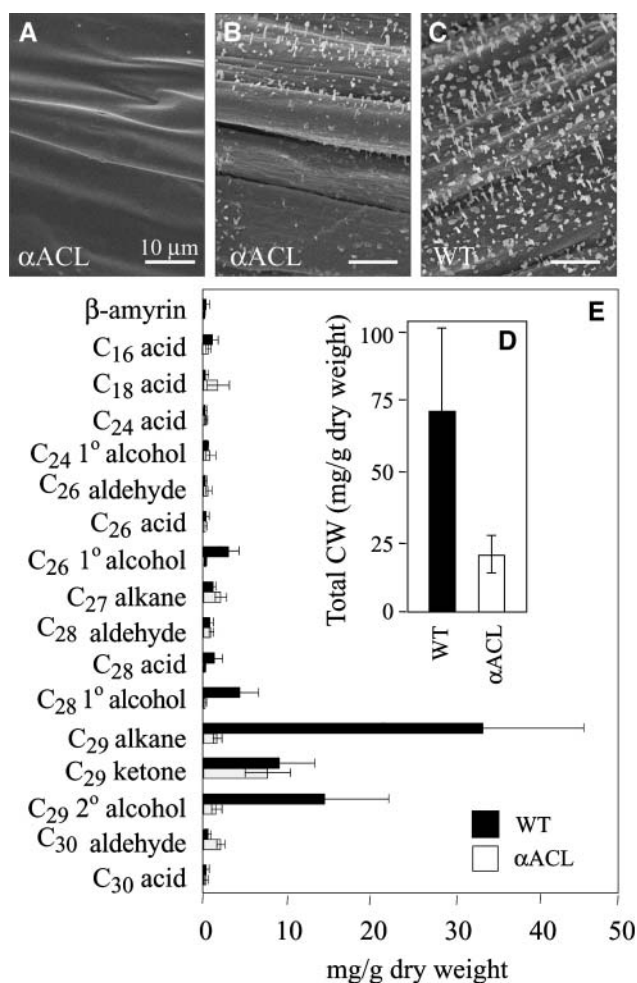 A
B
C
αACL
10 μm
αACL
WT
E
β-amyrin
C16 acid
C18 acid
C24 acid
C24 1° alcohol
C26 aldehyde
C26 acid
C26 1° alcohol
C27 alkane
C28 aldehyde
C28 acid
C28 1° alcohol
C29 alkane
C29 ketone
C29 2° alcohol
C30 aldehyde
C30 acid
D
Total CW (mg/g dry weight)
100
75
50
25
0
WT
αACL
WT
αACL
0 10 20 30 40 50
mg/g dry weight